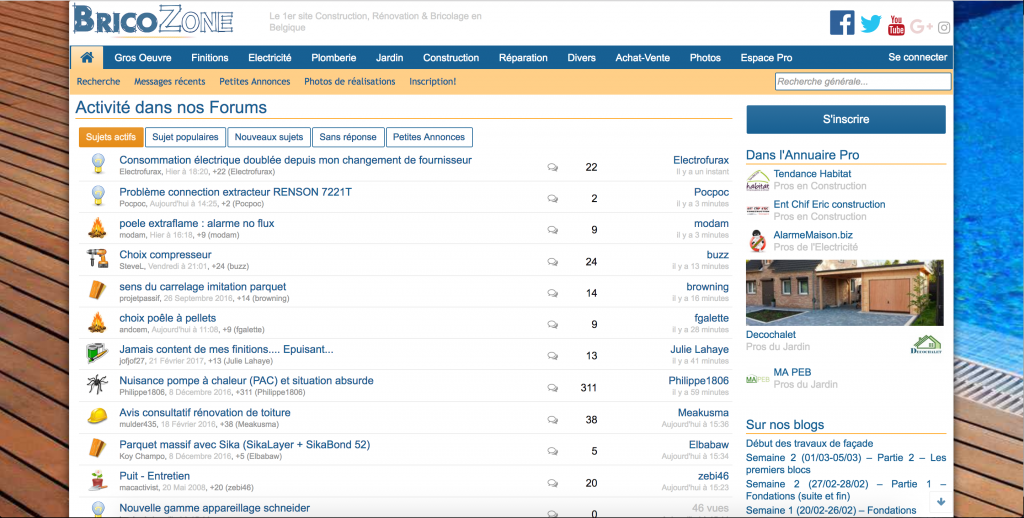 BRICOZONE
Le 1er site Construction, Rénovation & Bricolage en
Belgique
You
Tube
G+
Gros Oeuvre Finitions Electricité Plomberie Jardin Construction Réparation Divers Achat-Vente Photos Espace Pro Se connecter
Recherche Messages récents Petites Annonces Photos de réalisations Inscription! Recherche générale...
Activité dans nos Forums
Sujets actifs Sujet populaires Nouveaux sujets Sans réponse Petites Annonces
Consommation électrique doublée depuis mon changement de fournisseur 22 Electrofurax
Electrofurax, Hier à 18:20, +22 (Electrofurax) il y a un instant
Problème connection extracteur RENSON 7221T 2 Pocpoc
Pocpoc, Aujourd'hui à 14:25, +2 (Pocpoc) il y a 3 minutes
poele extraflame : alarme no flux 9 modam
modam, Hier à 16:18, +9 (modam) il y a 3 minutes
Choix compresseur 24 buzz
SteveL, Vendredi à 21:01, +24 (buzz) il y a 13 minutes
sens du carrelage imitation parquet 14 browning
projetpassif, 26 Septembre 2016, +14 (browning) il y a 16 minutes
choix poêle à pellets 9 fgalette
andcem, Aujourd'hui à 11:08, +9 (fgalette) il y a 28 minutes
Jamais content de mes finitions.... Epuisant... 13 Julie Lahaye
jofjof27, 21 Février 2017, +13 (Julie Lahaye) il y a 41 minutes
Nuisance pompe à chaleur (PAC) et situation absurde 311 Philippe1806
Philippe1806, 8 Décembre 2016, +311 (Philippe1806) il y a 59 minutes
Avis consultatif rénovation de toiture 38 Meakusma
mulder435, 18 Février 2016, +38 (Meakusma) Aujourd'hui à 15:36
Parquet massif avec Sika (SikaLayer + SikaBond 52) 5 Elbabaw
Koy Champo, 8 Décembre 2016, +5 (Elbabaw) Aujourd'hui à 15:34
Puit - Entretien 20 zebi46
macactivist, 20 Mai 2008, +20 (zebi46) Aujourd'hui à 15:23
Nouvelle gamme appareillage schneider 0 46 vues
S'inscrire
Dans l'Annuaire Pro
habitat
Tendance Habitat
Pros en Construction
Ent Chif Eric construction
Pros en Construction
AlarmeMaison.biz
Pros de l'Electricité
Decochalet
Pros du Jardin
DECOCHALET
MAPEB
MA PEB
Pros du Jardin
Sur nos blogs
Début des travaux de façade
Semaine 2 (01/03-05/03) – Partie 2 – Les
premiers blocs
Semaine 2 (27/02-28/02) – Partie 1 –
Fondations (suite et fin)
Semaine 1 (20/02-26/02) – Fondations